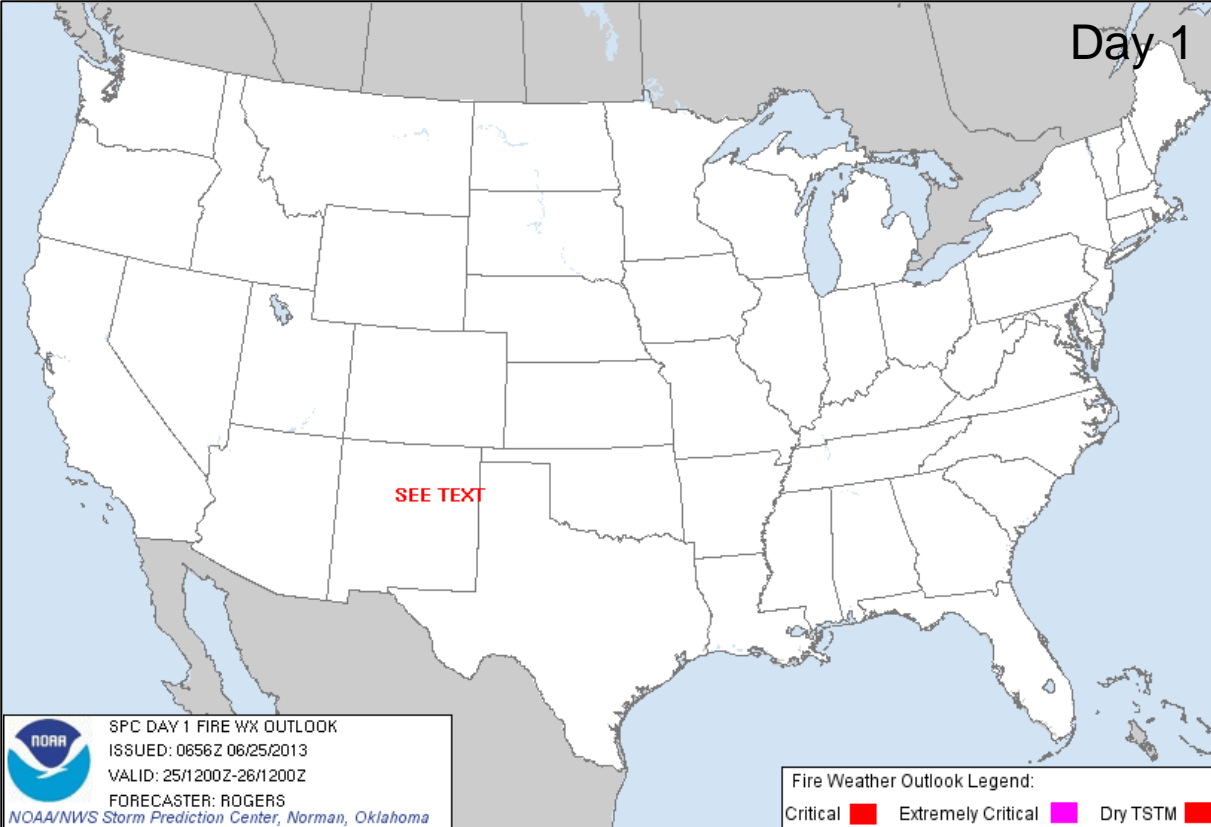 Day 1
SEE TEXT
NOAA
SPC DAY 1 FIRE WX OUTLOOK
ISSUED: 0656Z 06/25/2013
VALID: 25/1200Z-26/1200Z
FORECASTER: ROGERS
NOAA/NWS Storm Prediction Center, Norman, Oklahoma
Fire Weather Outlook Legend:
Critical Extremely Critical Dry TSTM